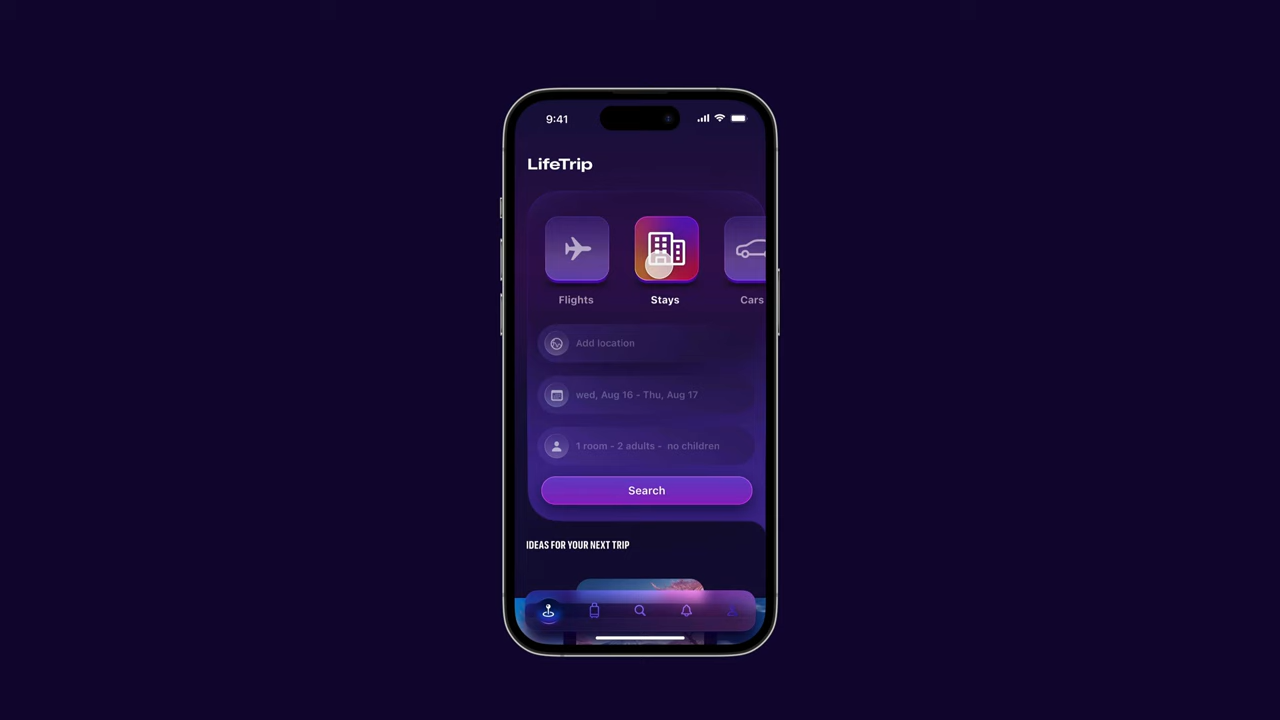 9:41
LifeTrip
Flights
Stays
Cars
Add location
wed, Aug 16 - Thu, Aug 17
1 room - 2 adults -  no children
Search
IDEAS FOR YOUR NEXT TRIP